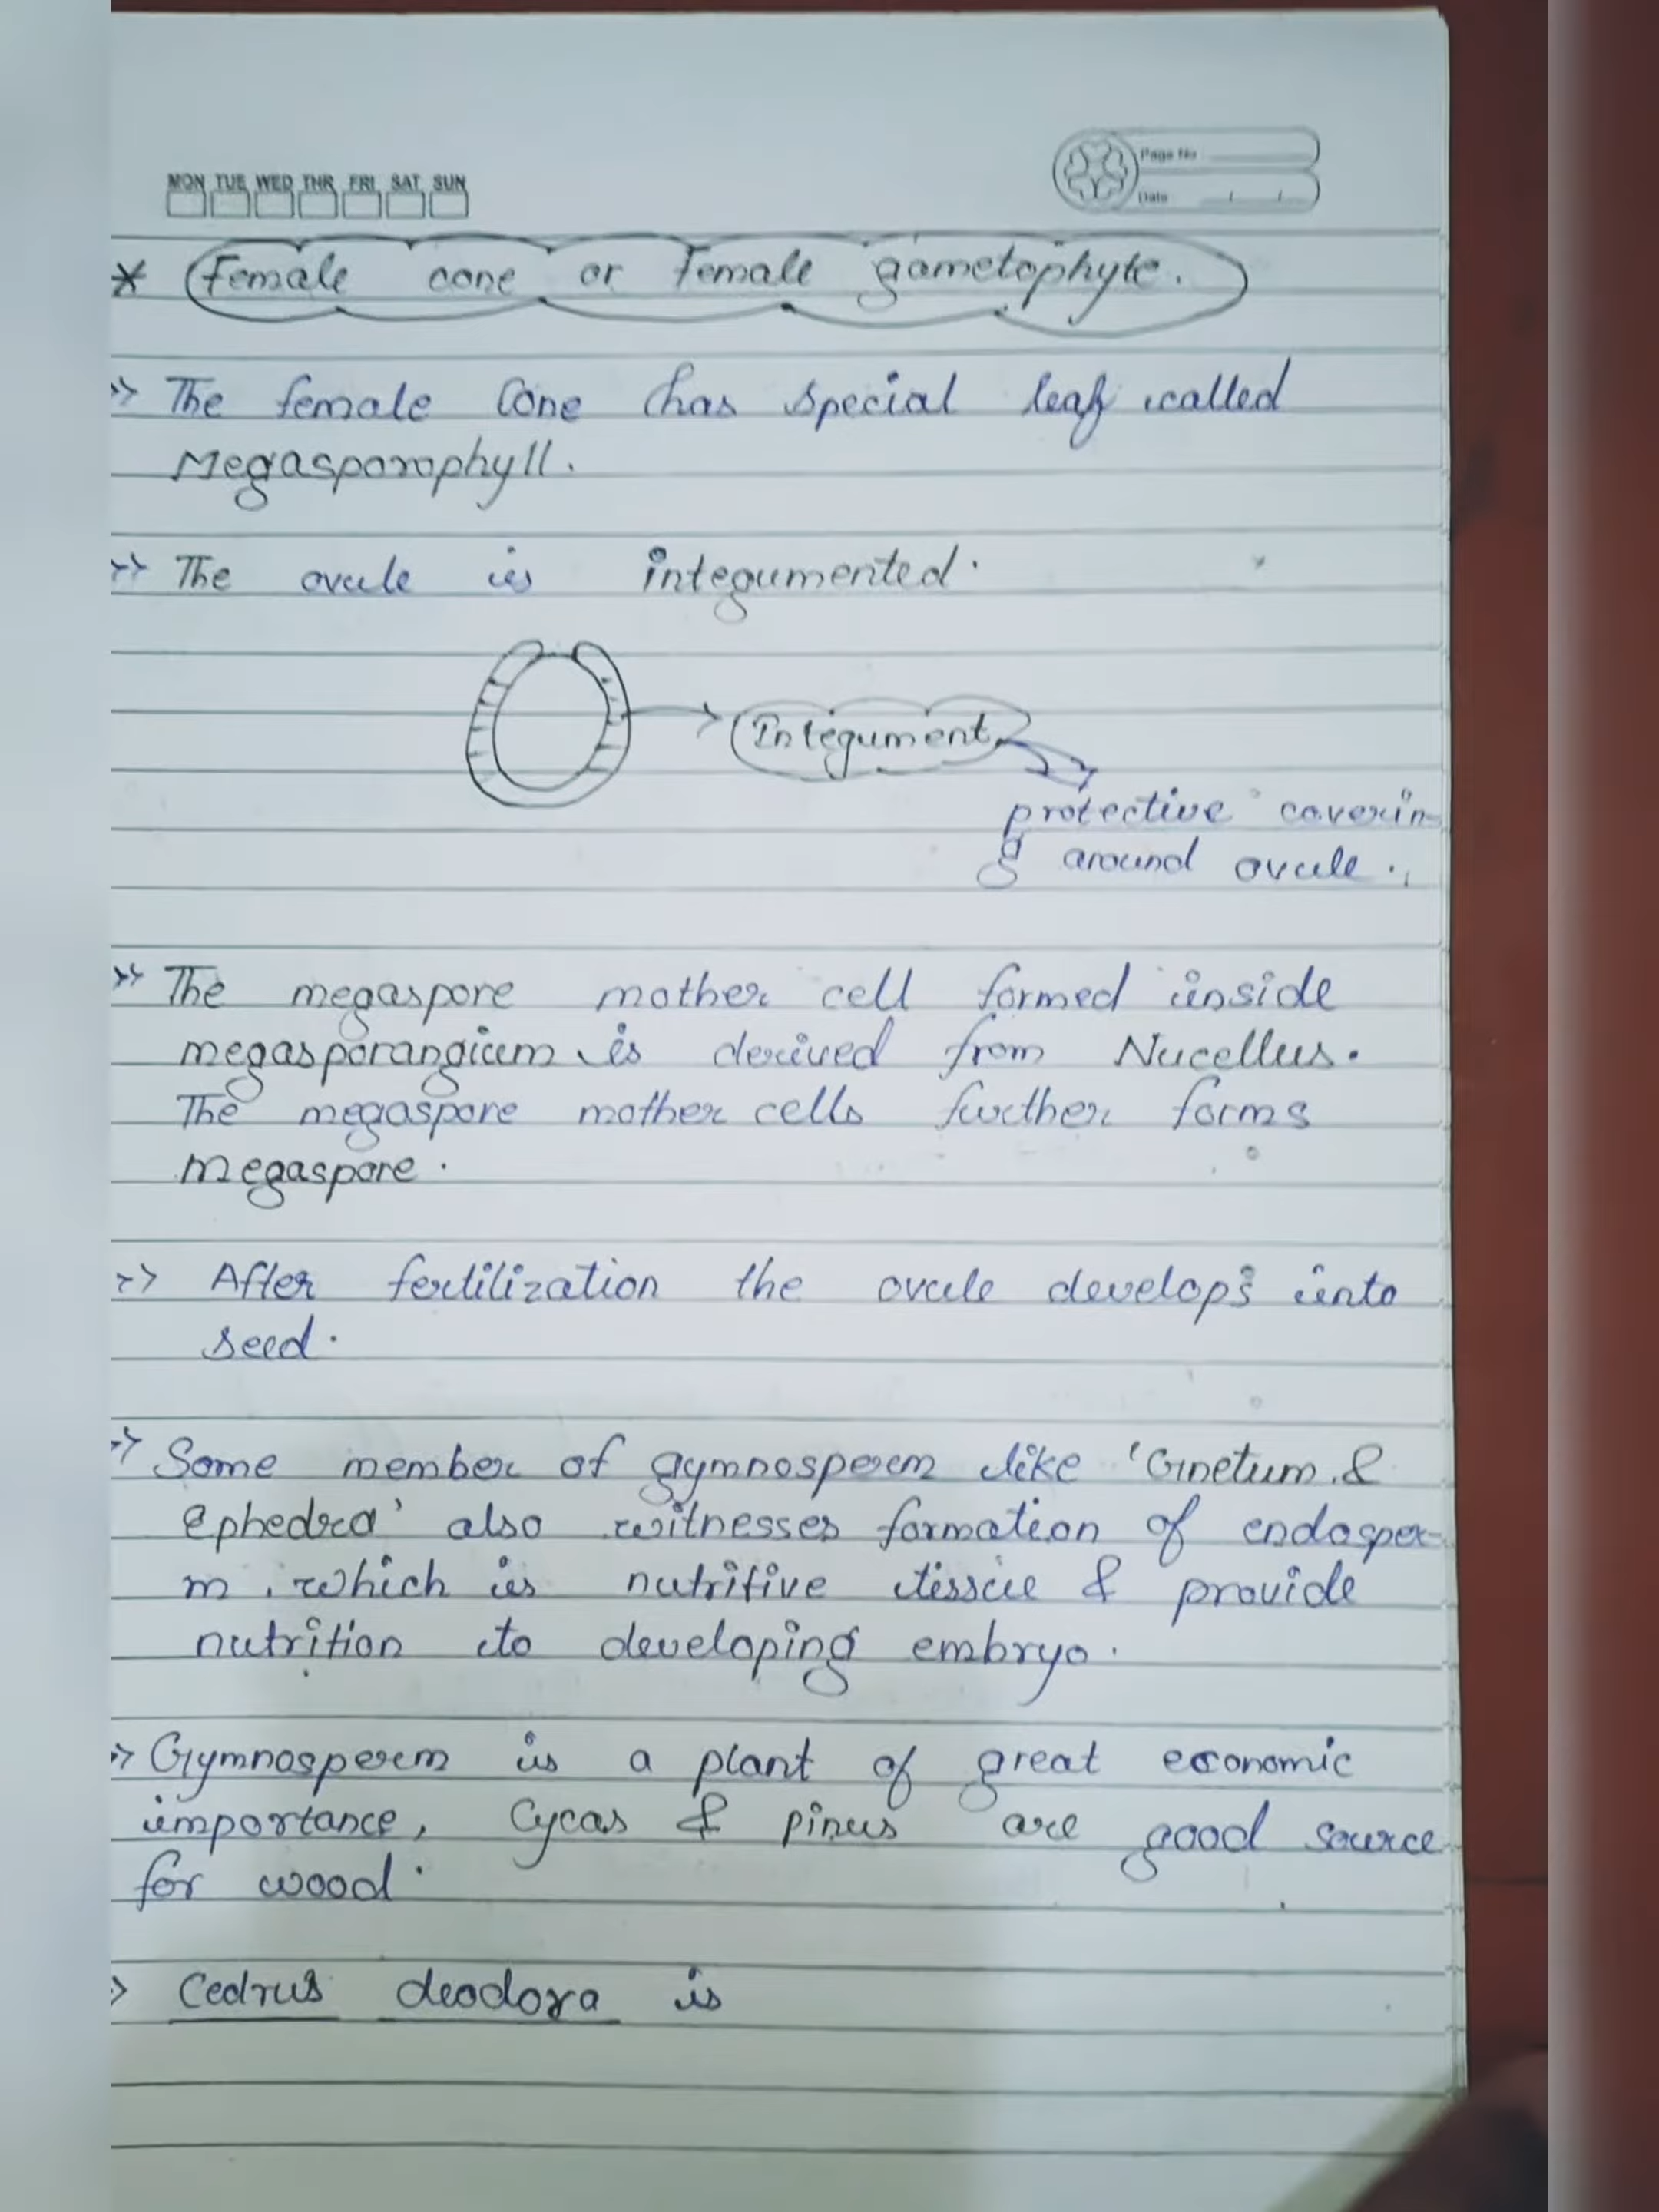 MON TUE WED THR FRI SAT SUN
Page No
Date
* Female cone or Female gametophyte.
>> The female Cone has special leaf called
Megasporophyll.
>> The ovule is integumented.
Integument
protective coverin
g around ovule.
>> The megaspore mother cell formed inside
megasporangium is derived from Nucellus.
The megaspore mother cells further forms
megaspore.
>> After fertilization the ovule develops into
seed.
>> Some member of gymnosperm like 'Gnetum &
Ephedra' also witnesses formation of endosper-
m, which is nutritive tissue & provide
nutrition to developing embryo.
>> Gymnosperm is a plant of great economic
importance, Cycas & pinus are good source
for wood.
> Cedrus deodora is